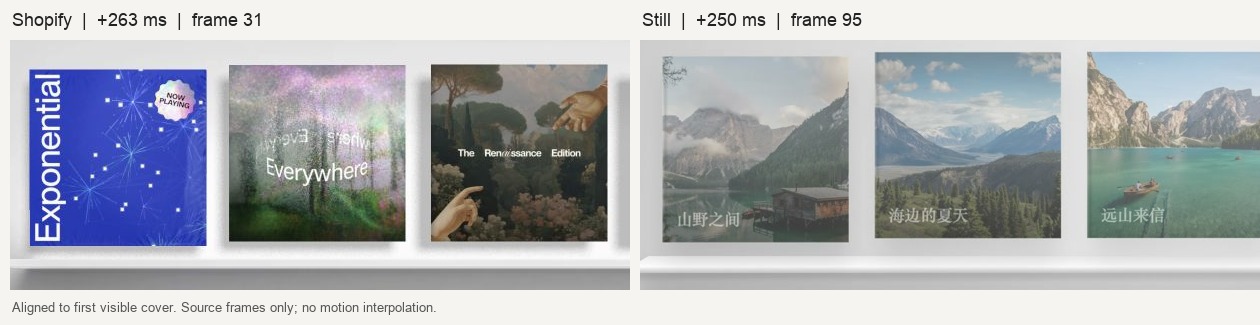 Shopify | +263 ms | frame 31
Still | +250 ms | frame 95
Exponential
NOW
PLAYING
Everywhere
The Renaissance Edition
山野之间
海边的夏天
远山来信
Aligned to first visible cover. Source frames only; no motion interpolation.